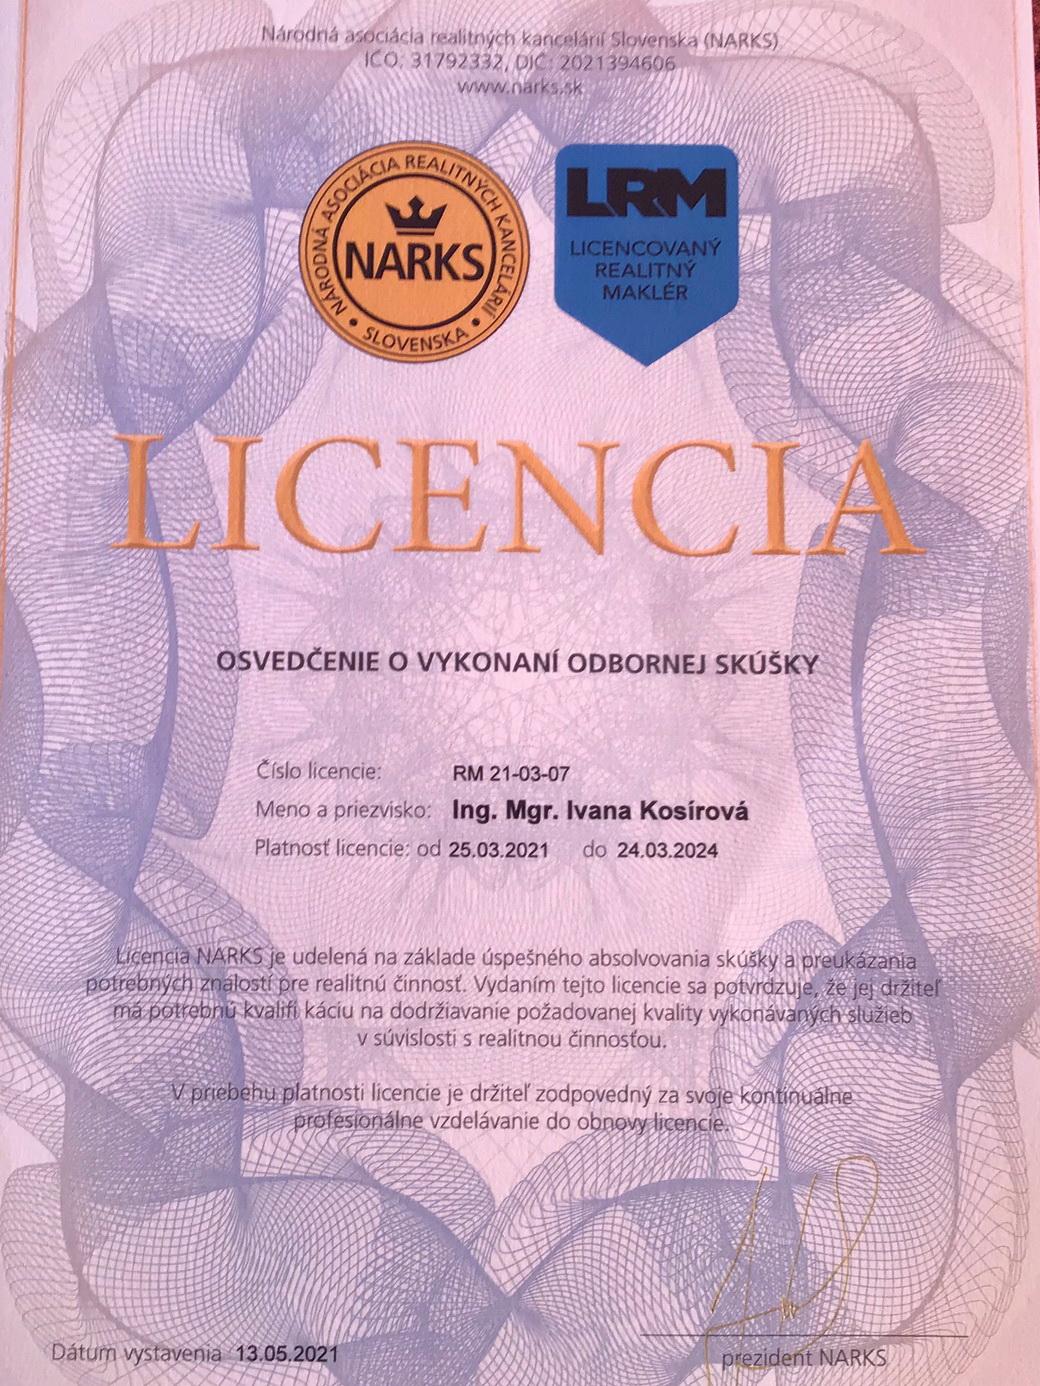 Národná asociácia realitných kancelárií Slovenska (NARKS)
IČO: 31792332, DIČ: 2021394606
www.narks.sk
NÁRODNÁ ASOCIÁCIA REALITNÝCH KANCELÁRIÍ
NARKS
• SLOVENSKA •
LRM
LICENCOVANÝ
REALITNÝ
MAKLÉR
LICENCIA
OSVEDČENIE O VYKONANÍ ODBORNEJ SKÚŠKY
Číslo licencie: RM 21-03-07
Meno a priezvisko: Ing. Mgr. Ivana Kosírová
Platnosť licencie: od 25.03.2021 do 24.03.2024
Licencia NARKS je udelená na základe úspešného absolvovania skúšky a preukázania
potrebných znalostí pre realitnú činnosť. Vydaním tejto licencie sa potvrdzuje, že jej držiteľ
má potrebnú kvalifi káciu na dodržiavanie požadovanej kvality vykonávaných služieb
v súvislosti s realitnou činnosťou.
V priebehu platnosti licencie je držiteľ zodpovedný za svoje kontinuálne
profesionálne vzdelávanie do obnovy licencie.
Dátum vystavenia 13.05.2021
prezident NARKS